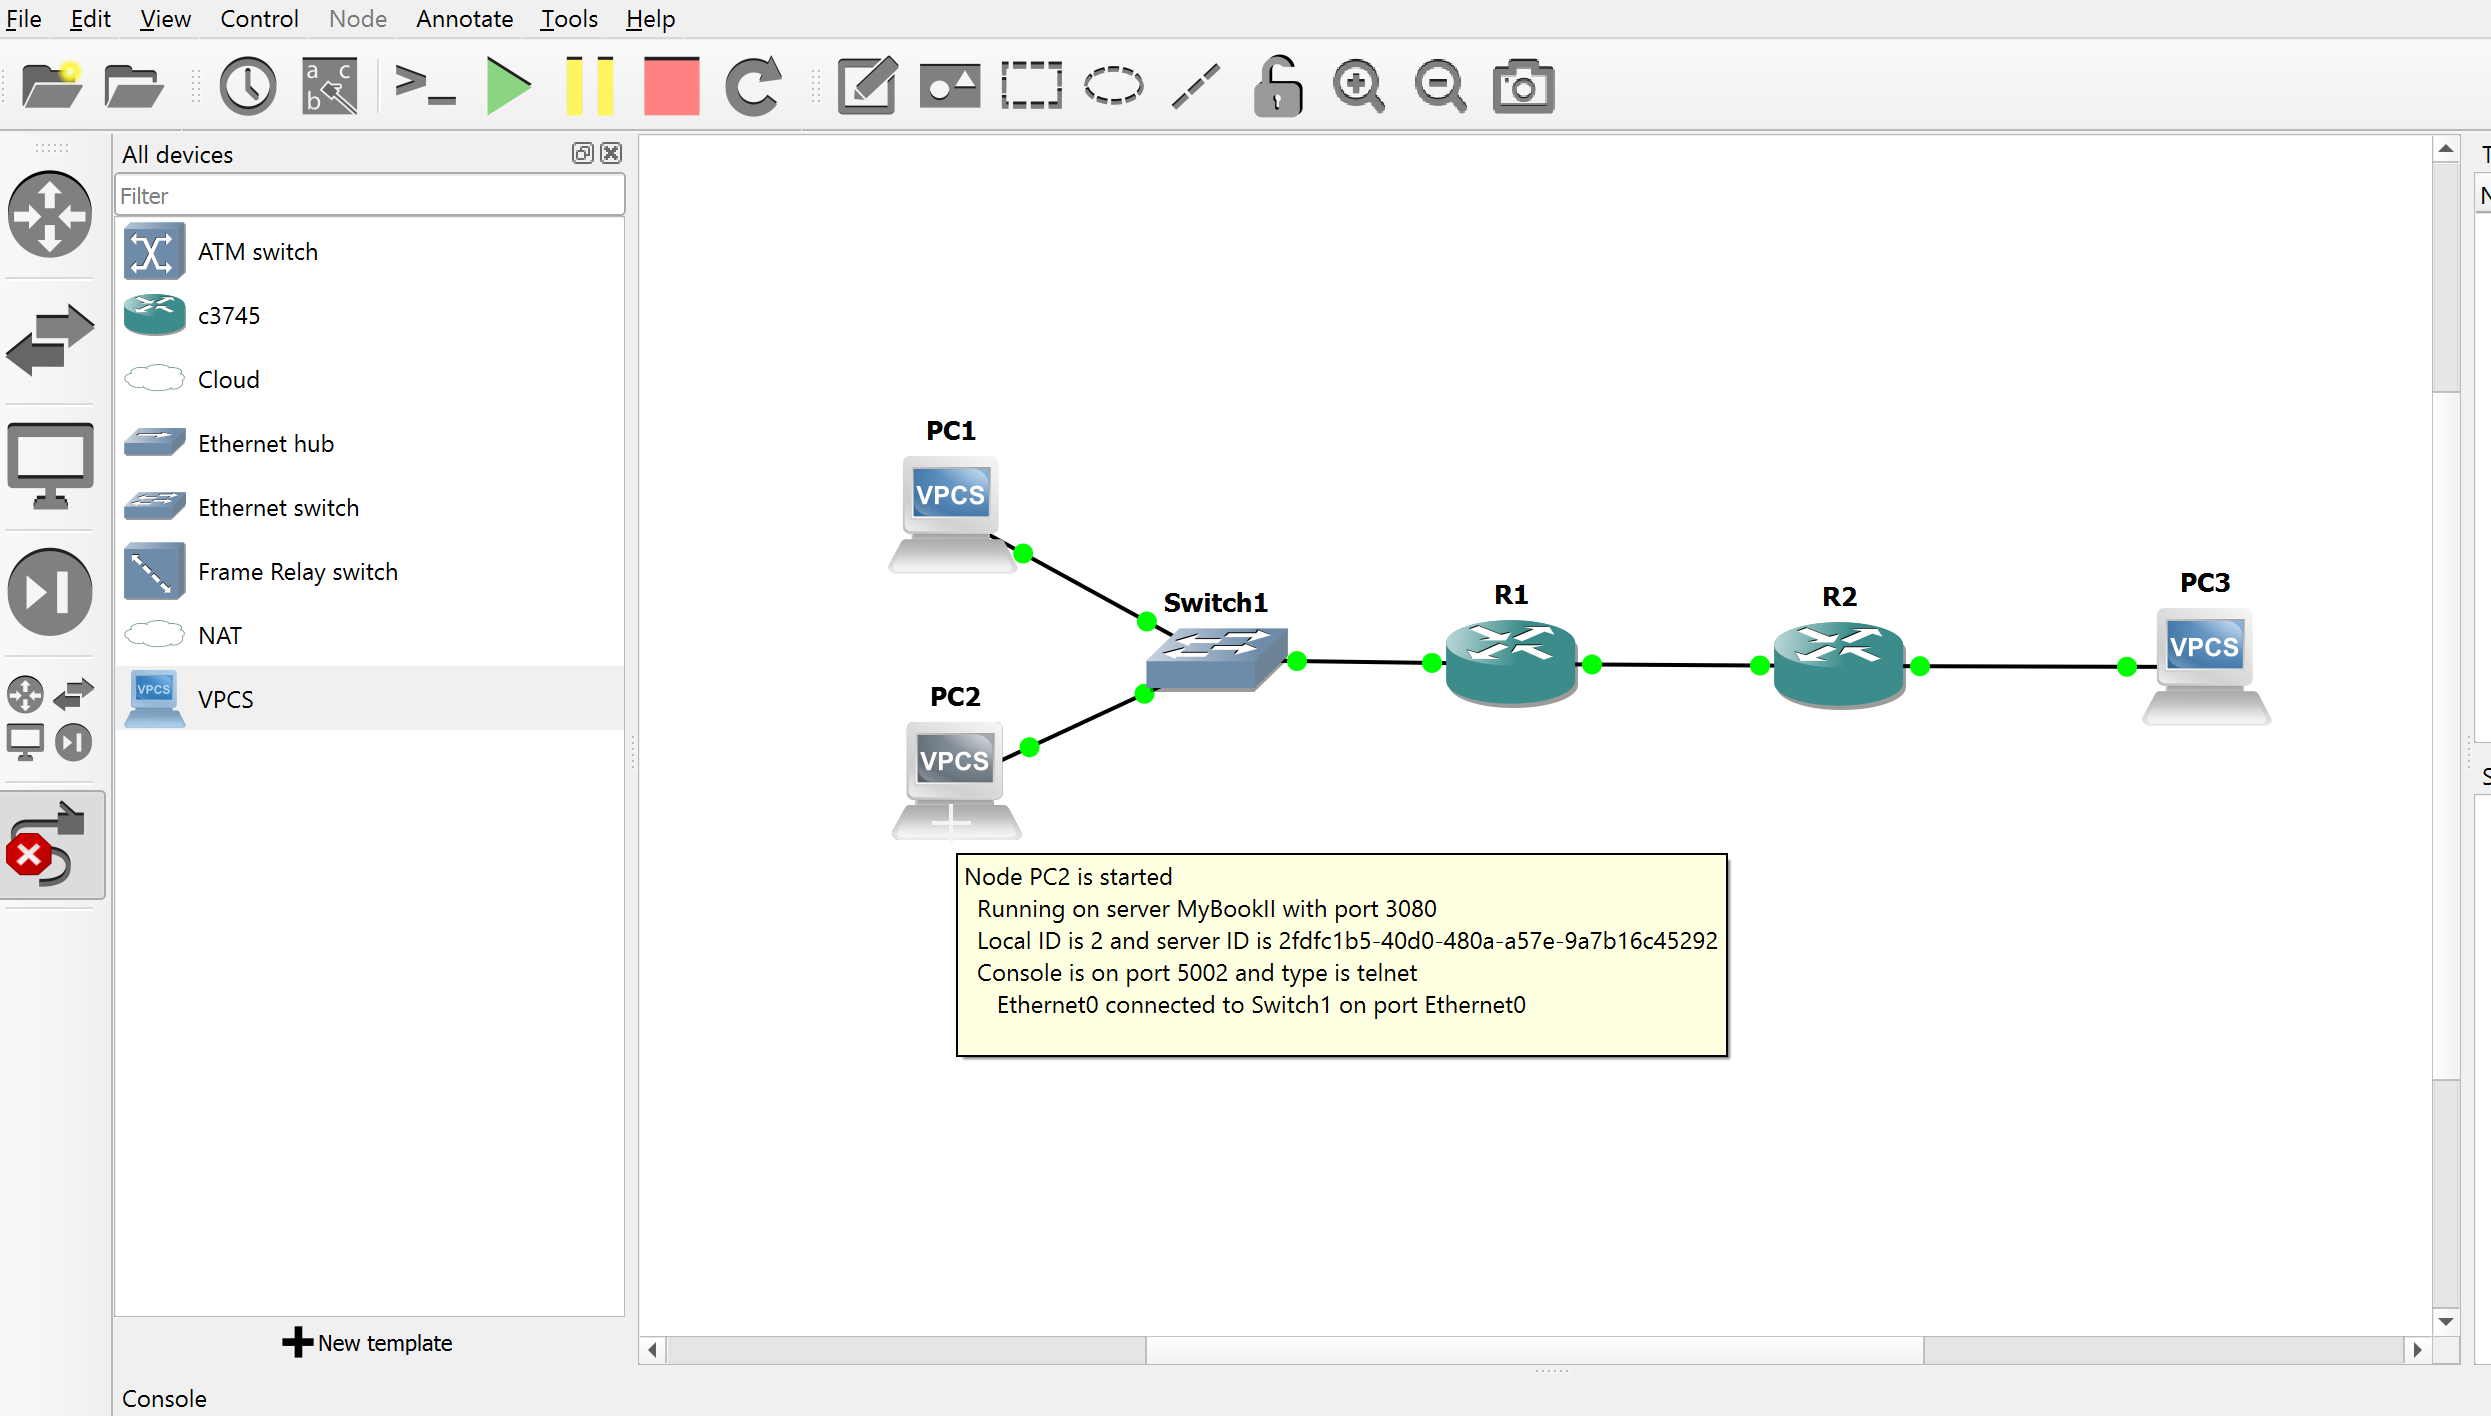 File Edit View Control Node Annotate Tools Help
a c
b
>_
All devices
Filter
ATM switch
c3745
Cloud
Ethernet hub
Ethernet switch
Frame Relay switch
NAT
VPCS
VPCS
New template
Console
PC1
VPCS
Switch1
PC2
VPCS
R1
R2
PC3
VPCS
Node PC2 is started
Running on server MyBookII with port 3080
Local ID is 2 and server ID is 2fdfc1b5-40d0-480a-a57e-9a7b16c45292
Console is on port 5002 and type is telnet
Ethernet0 connected to Switch1 on port Ethernet0